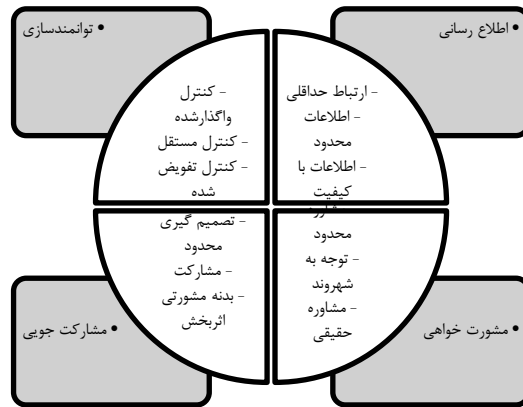 • اطلاع رسانی
• توانمندسازی
- ارتباط حداقلی
- اطلاعات
محدود
- اطلاعات با
کیفیت
- کنترل
واگذارشده
- کنترل مستقل
- کنترل تفویض
شده
محدود
- توجه به
شهروند
- مشاوره
حقیقی
- تصمیم گیری
محدود
- مشارکت
- بدنه مشورتی
اثربخش
• مشورت خواهی
• مشارکت جویی